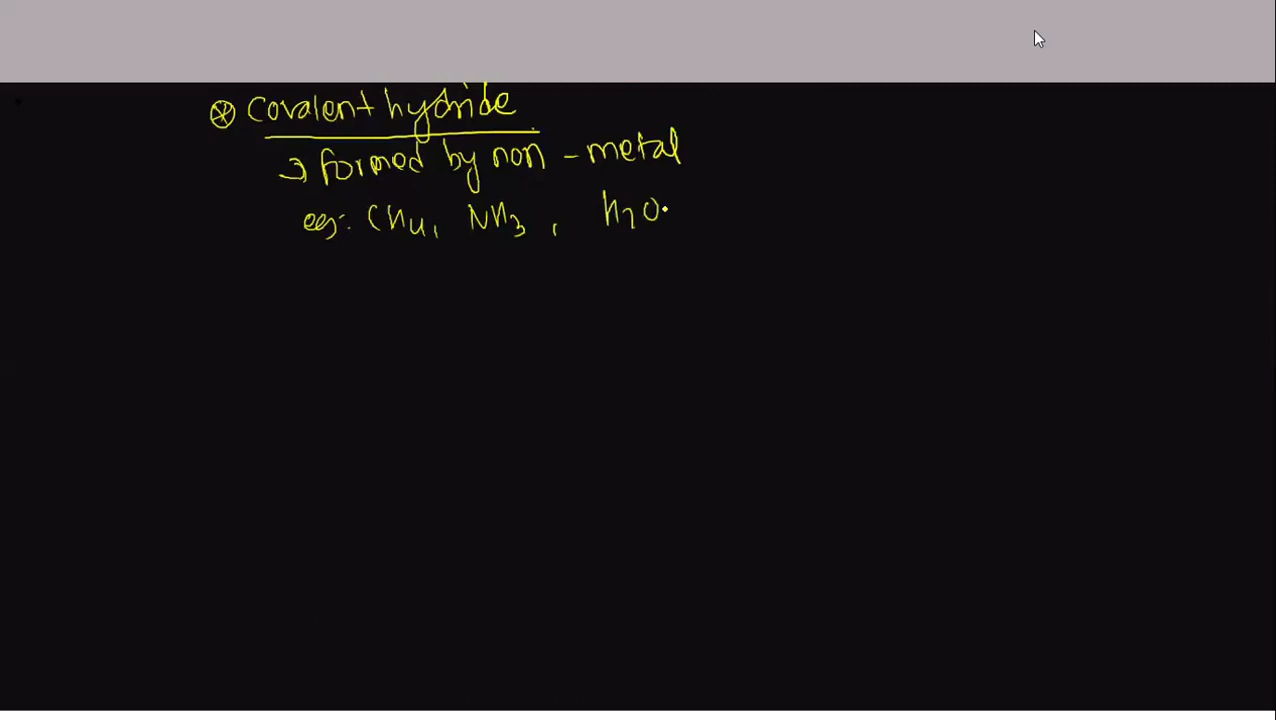 ⊛ Covalent hydride
→ formed by non - metal
eg:- CH4, NH3, H2O.